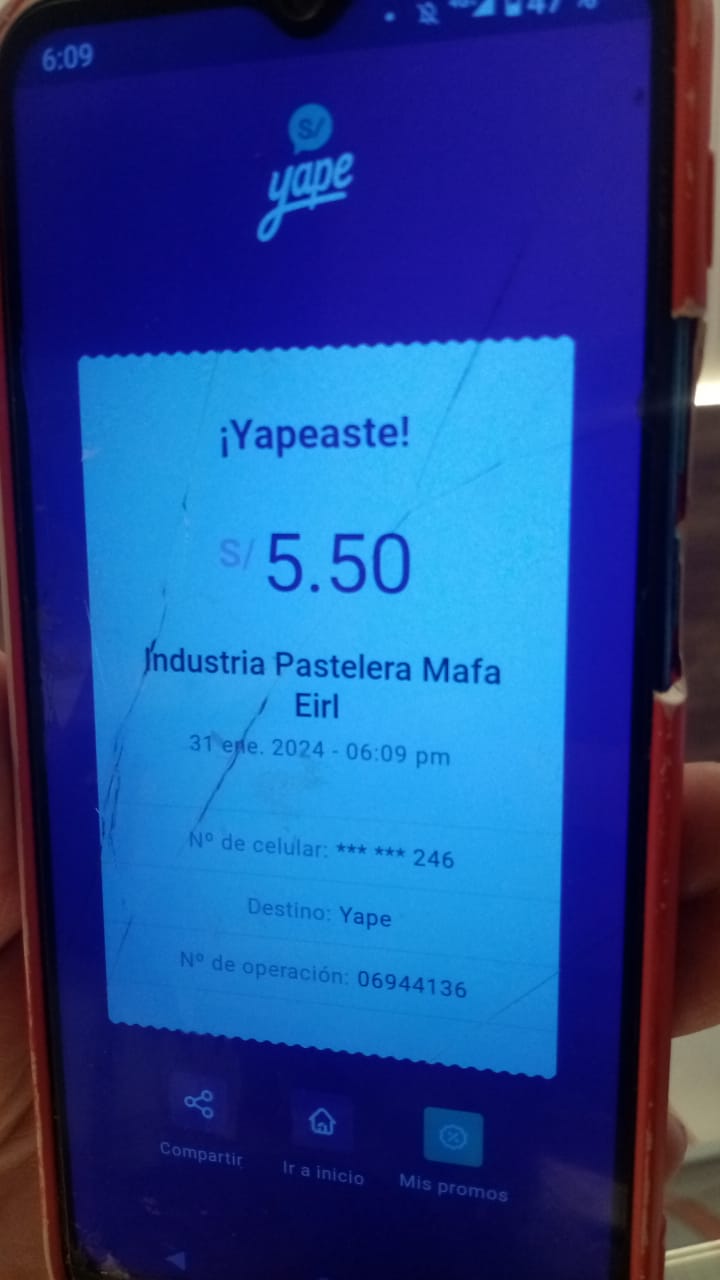 6:09
S/
yape
¡Yapeaste!
S/ 5.50
Industria Pastelera Mafa
Eirl
31 ene. 2024 - 06:09 pm
Nº de celular: *** *** 246
Destino: Yape
Nº de operación: 06944136
Compartir
Ir a inicio
Mis promos